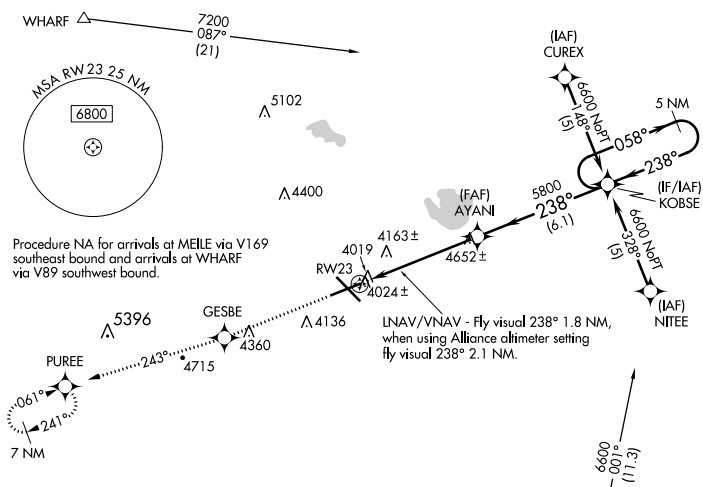 WHARF
7200
087°
(21)
(IAF)
CUREX
MSA RW23 25 NM
6800
5102
6600 NoPT
148°
(5)
5 NM
058°
238°
4400
(FAF)
AYANI
5800
238°
(6.1)
(IF/IAF)
KOBSE
Procedure NA for arrivals at MEILE via V169
southeast bound and arrivals at WHARF
via V89 southwest bound.
4163±
4019
4652±
RW23
4024±
6600 NoPT
328°
(5)
(IAF)
NITEE
GESBE
5396
4136
4360
LNAV/VNAV - Fly visual 238° 1.8 NM,
when using Alliance altimeter setting
fly visual 238° 2.1 NM.
PUREE
243°
4715
061°
241°
7 NM
6600
001°
(11.3)